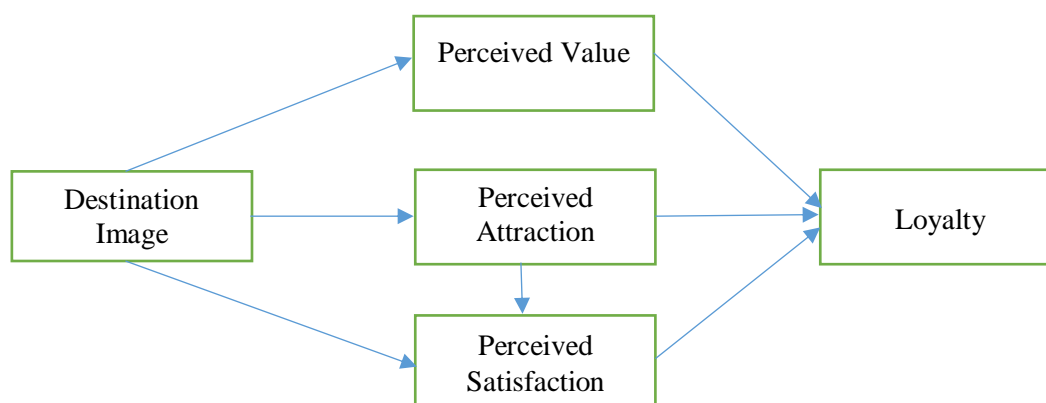 Perceived Value
Destination
Image
Perceived
Attraction
Loyalty
Perceived
Satisfaction